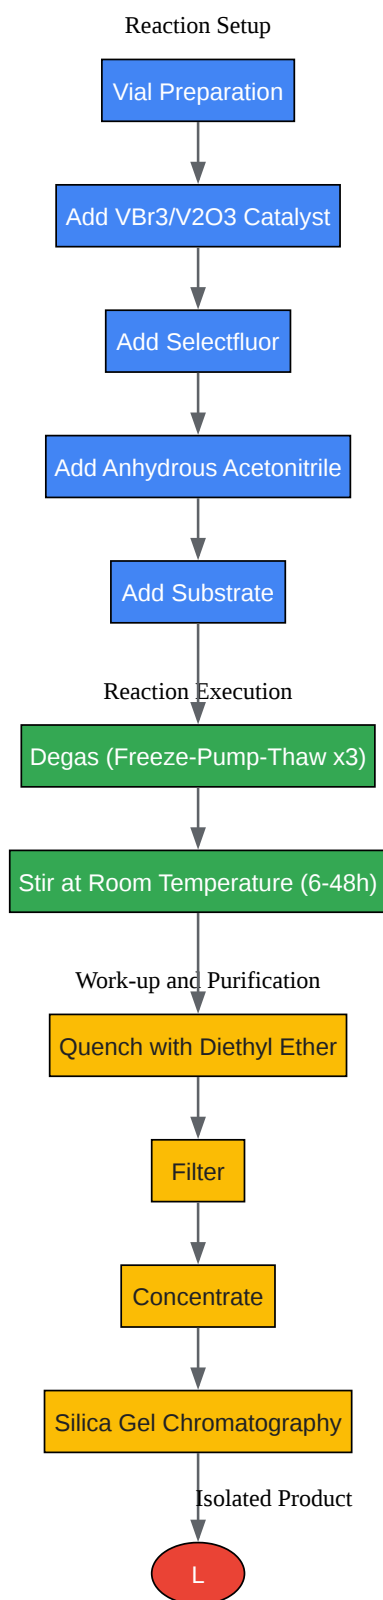 Reaction Setup
Vial Preparation
Add VBr3/V2O3 Catalyst
Add Selectfluor
Add Anhydrous Acetonitrile
Add Substrate
Reaction Execution
Degas (Freeze-Pump-Thaw x3)
Stir at Room Temperature (6-48h)
Work-up and Purification
Quench with Diethyl Ether
Filter
Concentrate
Silica Gel Chromatography
Isolated Product
L